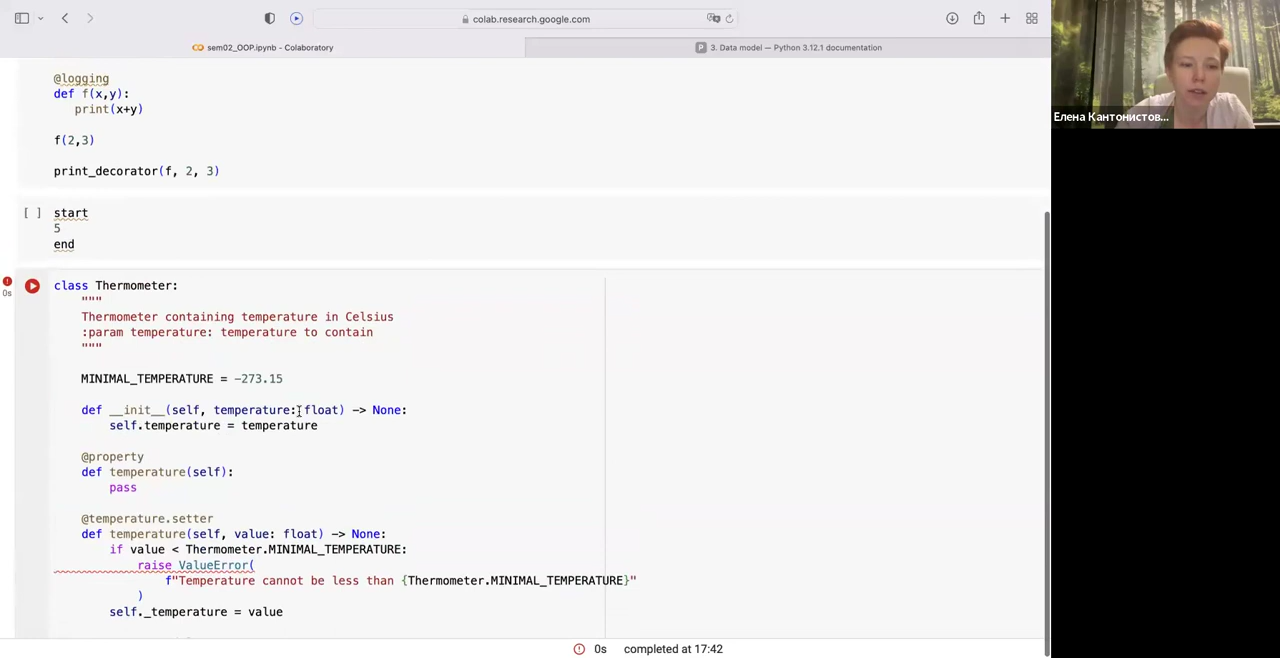 colab.research.google.com
sem02_OOP.ipynb - Colaboratory
3. Data model — Python 3.12.1 documentation
Елена Кантонистов...
@logging
def f(x,y):
print(x+y)
f(2,3)
print_decorator(f, 2, 3)
[ ] start
5
end
0s
class Thermometer:
"""
Thermometer containing temperature in Celsius
:param temperature: temperature to contain
"""
MINIMAL_TEMPERATURE = -273.15
def __init__(self, temperature: float) -> None:
self.temperature = temperature
@property
def temperature(self):
pass
@temperature.setter
def temperature(self, value: float) -> None:
if value < Thermometer.MINIMAL_TEMPERATURE:
raise ValueError(
f"Temperature cannot be less than {Thermometer.MINIMAL_TEMPERATURE}"
)
self._temperature = value
0s completed at 17:42